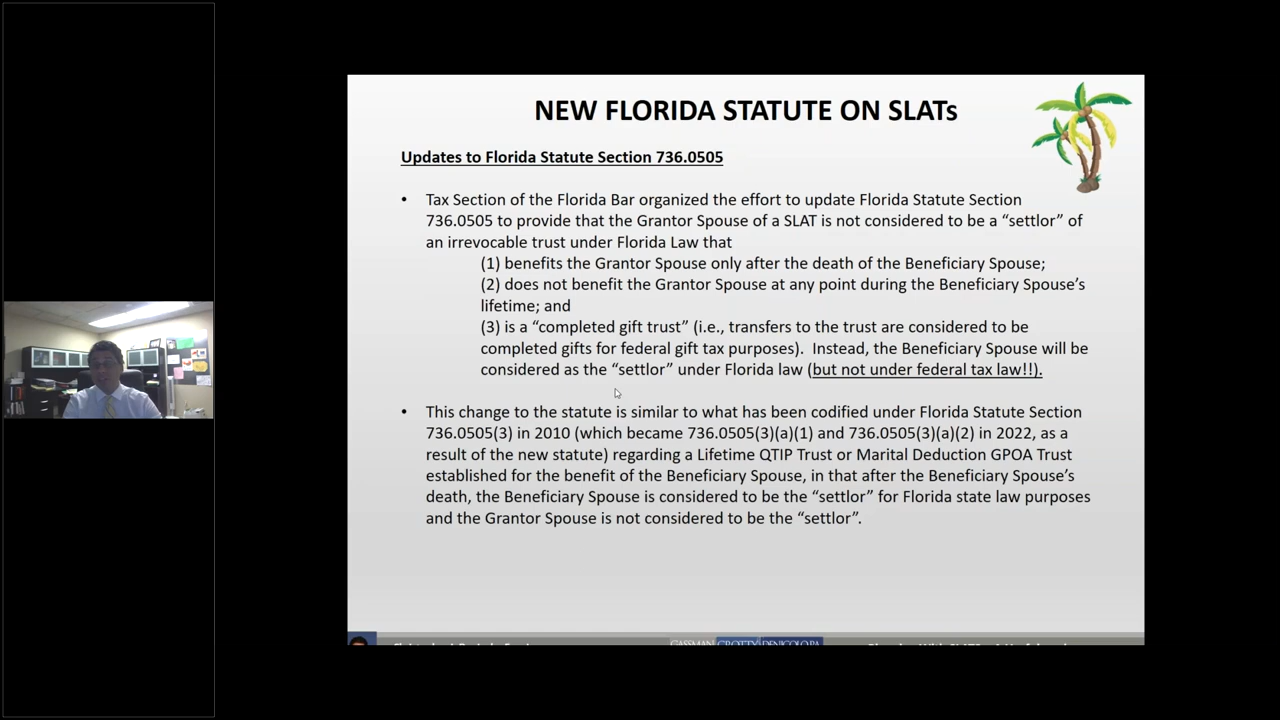 NEW FLORIDA STATUTE ON SLATs
Updates to Florida Statute Section 736.0505
• Tax Section of the Florida Bar organized the effort to update Florida Statute Section
736.0505 to provide that the Grantor Spouse of a SLAT is not considered to be a “settlor” of
an irrevocable trust under Florida Law that
(1) benefits the Grantor Spouse only after the death of the Beneficiary Spouse;
(2) does not benefit the Grantor Spouse at any point during the Beneficiary Spouse’s
lifetime; and
(3) is a “completed gift trust” (i.e., transfers to the trust are considered to be
completed gifts for federal gift tax purposes). Instead, the Beneficiary Spouse will be
considered as the “settlor” under Florida law (but not under federal tax law!!).
• This change to the statute is similar to what has been codified under Florida Statute Section
736.0505(3) in 2010 (which became 736.0505(3)(a)(1) and 736.0505(3)(a)(2) in 2022, as a
result of the new statute) regarding a Lifetime QTIP Trust or Marital Deduction GPOA Trust
established for the benefit of the Beneficiary Spouse, in that after the Beneficiary Spouse’s
death, the Beneficiary Spouse is considered to be the “settlor” for Florida state law purposes
and the Grantor Spouse is not considered to be the “settlor”.
GASSMAN CROTTY DENICOLO PA